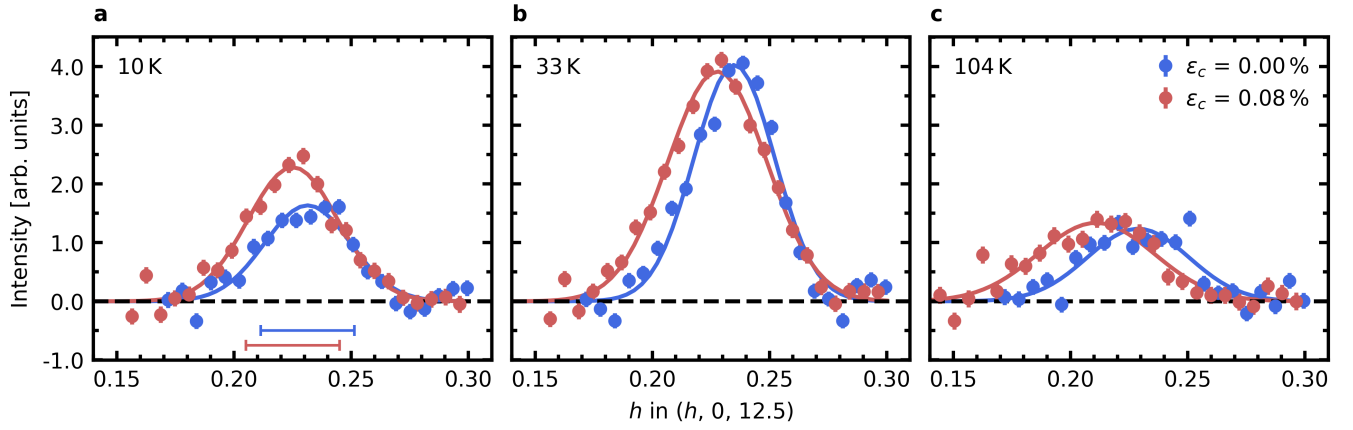 a b c
10 K 33 K 104 K
εc = 0.00 %
εc = 0.08 %
Intensity [arb. units]
4.0
3.0
2.0
1.0
0.0
-1.0
0.15 0.20 0.25 0.30 0.15 0.20 0.25 0.30 0.15 0.20 0.25 0.30
h in (h, 0, 12.5)